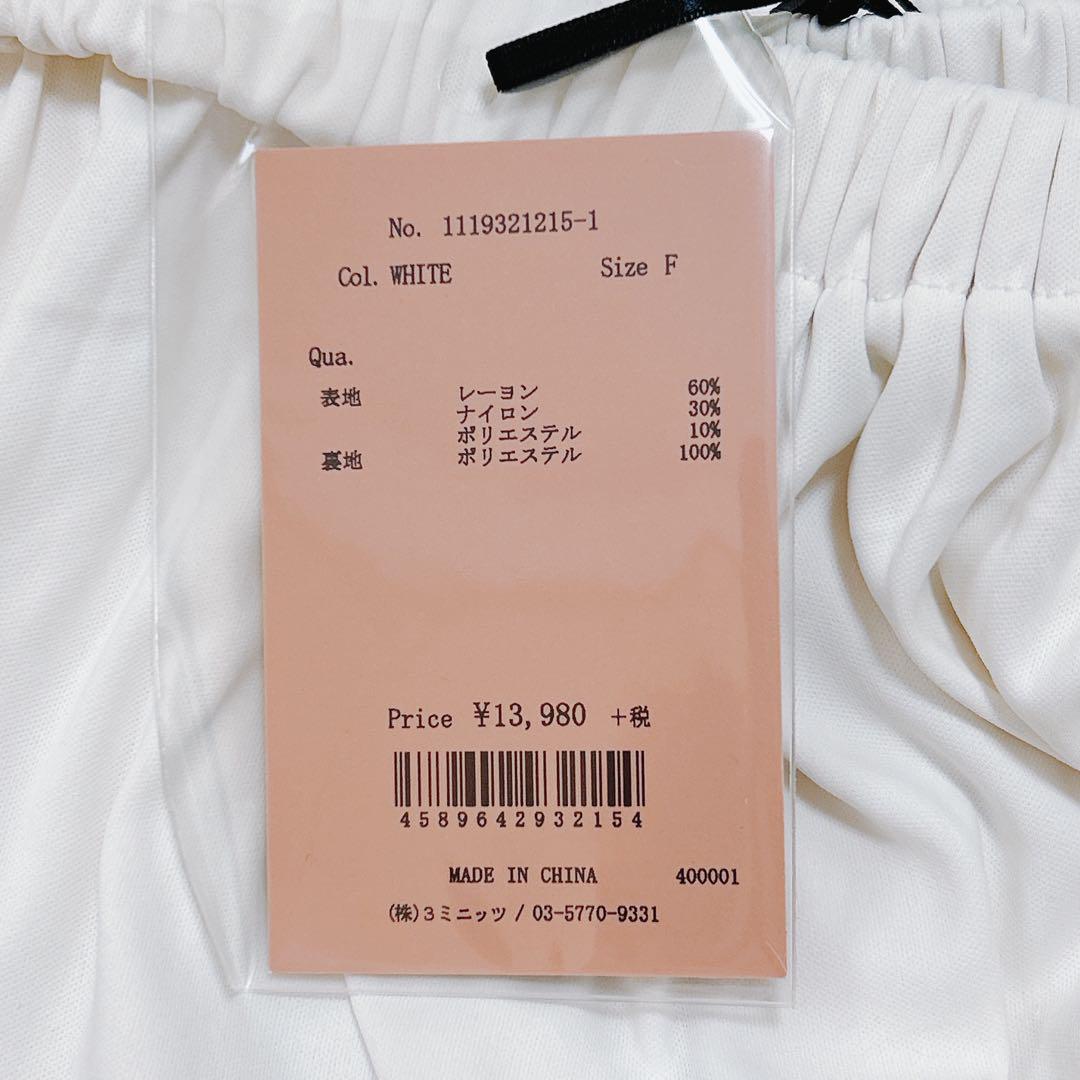 No. 1119321215-1
Col. WHITE Size F
Qua.
表地 レーヨン 60%
ナイロン 30%
ポリエステル 10%
裏地 ポリエステル 100%
Price ¥13,980 +税
4589642932154
MADE IN CHINA 400001
(株)3ミニッツ / 03-5770-9331